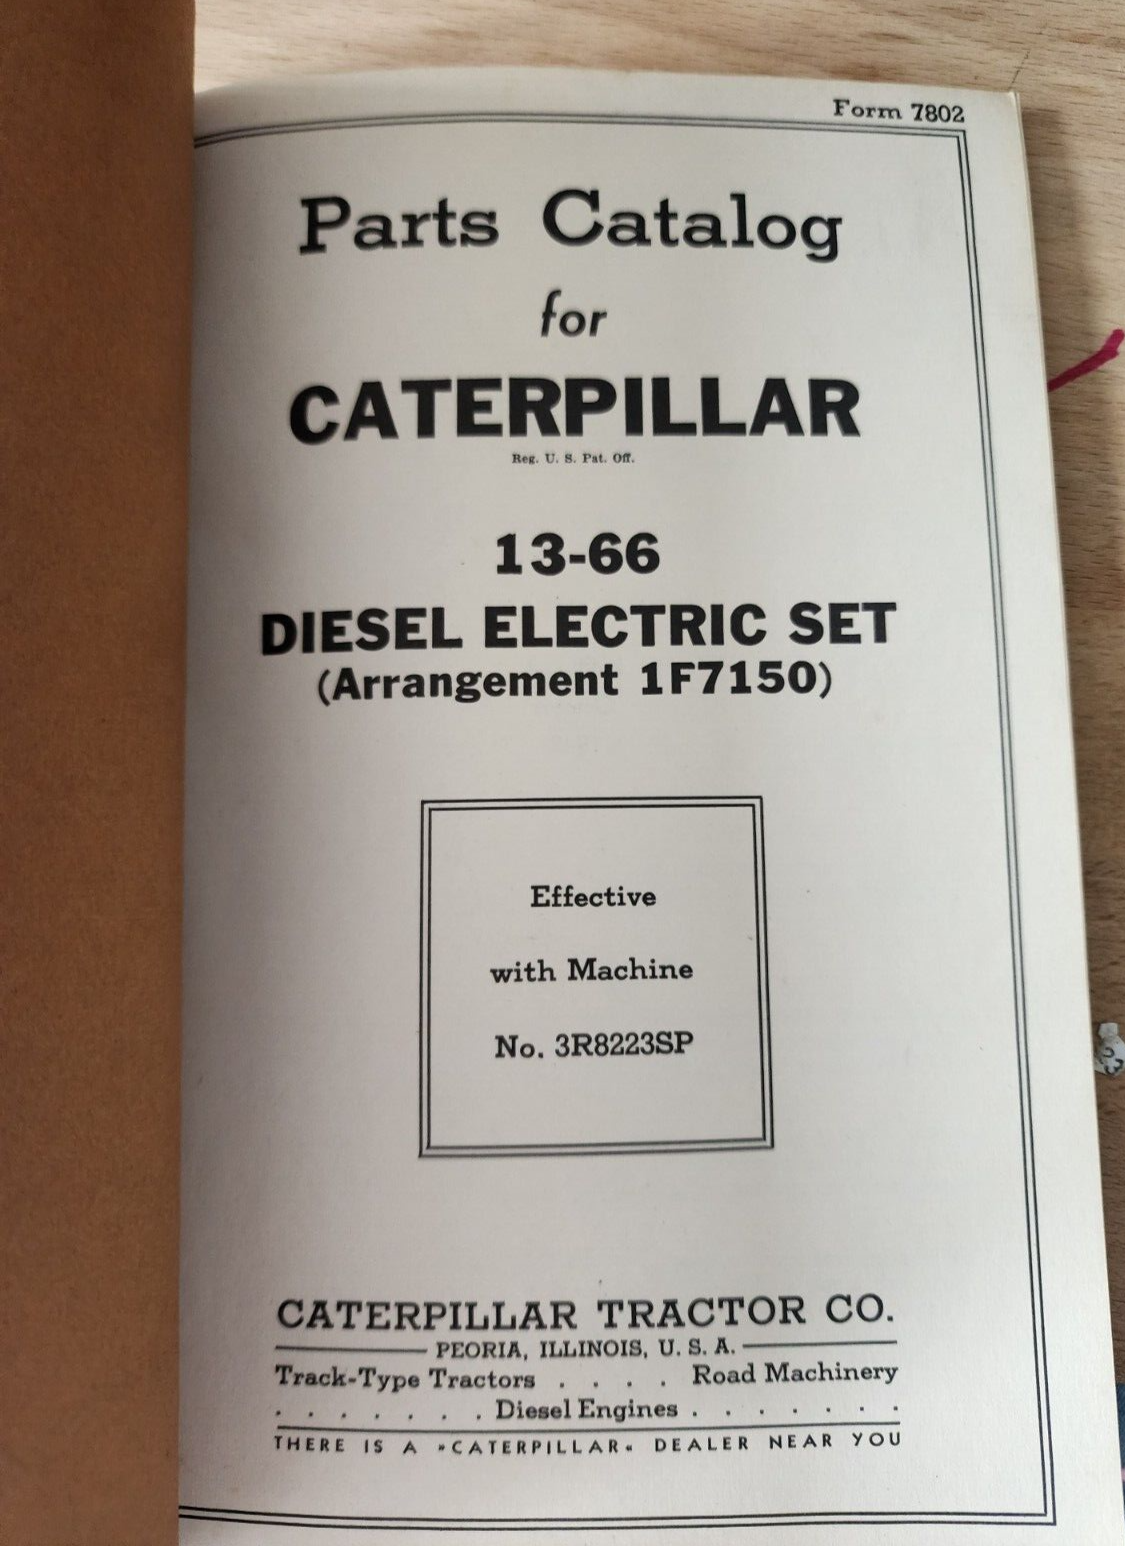 Form 7802
Parts Catalog
for
CATERPILLAR
Reg. U. S. Pat. Off.
13-66
DIESEL ELECTRIC SET
(Arrangement 1F7150)
Effective
with Machine
No. 3R8223SP
CATERPILLAR TRACTOR CO.
PEORIA, ILLINOIS, U. S. A.
Track-Type Tractors . . . . Road Machinery
. . . . . . . Diesel Engines . . . . . . .
THERE IS A »CATERPILLAR« DEALER NEAR YOU